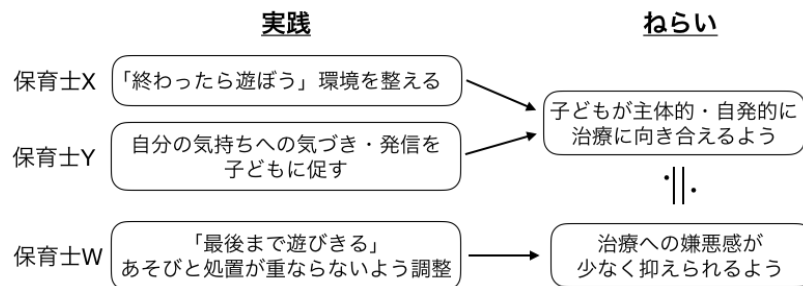 実践
ねらい
保育士X
「終わったら遊ぼう」環境を整える
保育士Y
自分の気持ちへの気づき・発信を
子どもに促す
子どもが主体的・自発的に
治療に向き合えるよう
保育士W
「最後まで遊びきる」
あそびと処置が重ならないよう調整
治療への嫌悪感が
少なく抑えられるよう